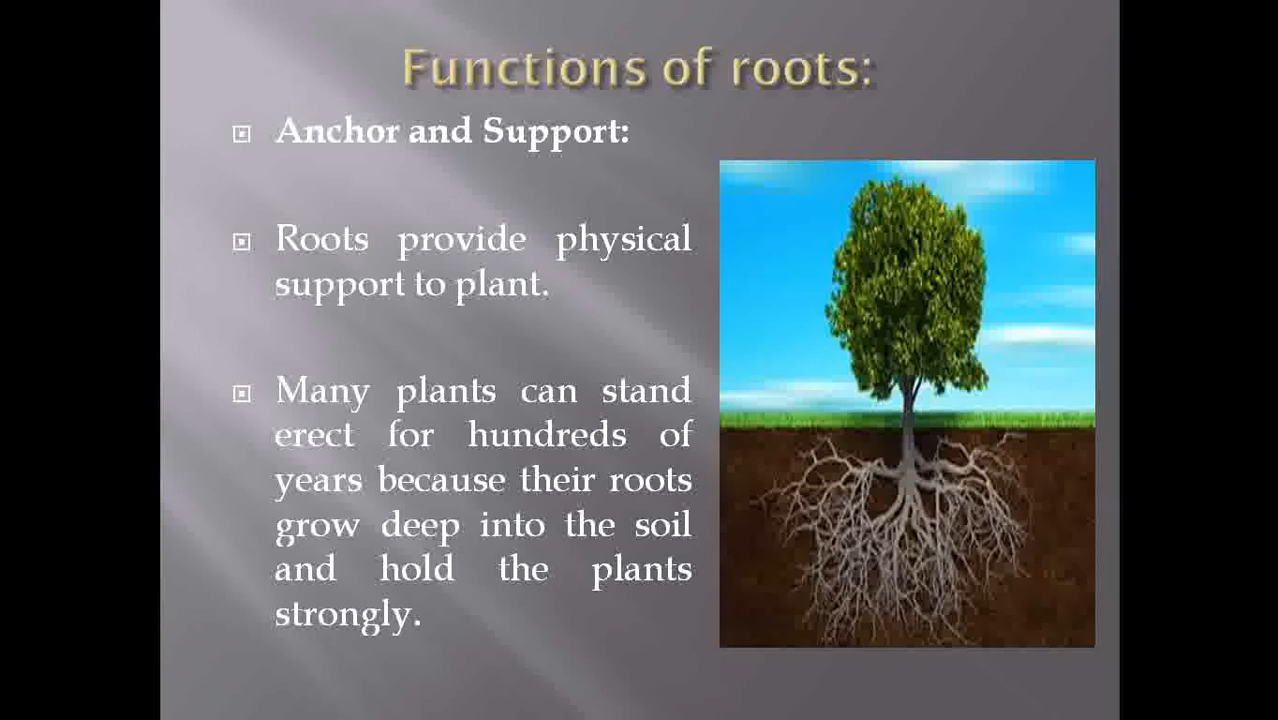 Functions of roots:
Anchor and Support:
Roots provide physical
support to plant.
Many plants can stand
erect for hundreds of
years because their roots
grow deep into the soil
and hold the plants
strongly.